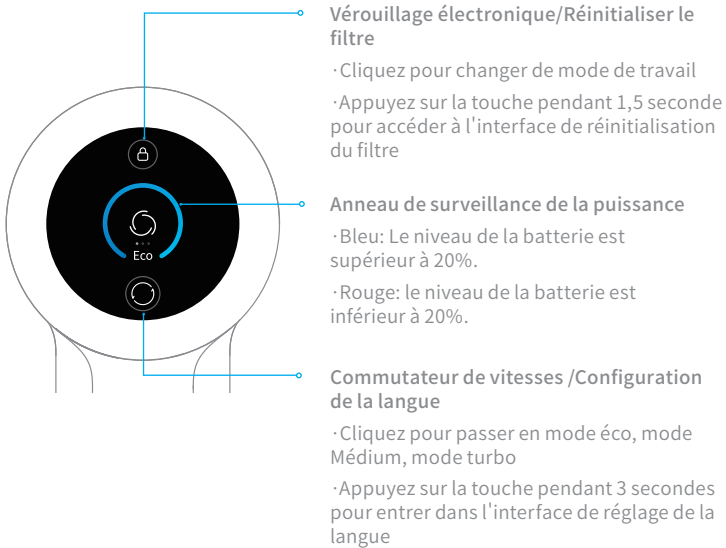 Vérouillage électronique/Réinitialiser le
filtre
·Cliquez pour changer de mode de travail
·Appuyez sur la touche pendant 1,5 seconde
pour accéder à l'interface de réinitialisation
du filtre
Anneau de surveillance de la puissance
·Bleu: Le niveau de la batterie est
supérieur à 20%.
·Rouge: le niveau de la batterie est
inférieur à 20%.
Eco
Commutateur de vitesses /Configuration
de la langue
·Cliquez pour passer en mode éco, mode
Médium, mode turbo
·Appuyez sur la touche pendant 3 secondes
pour entrer dans l'interface de réglage de la
langue